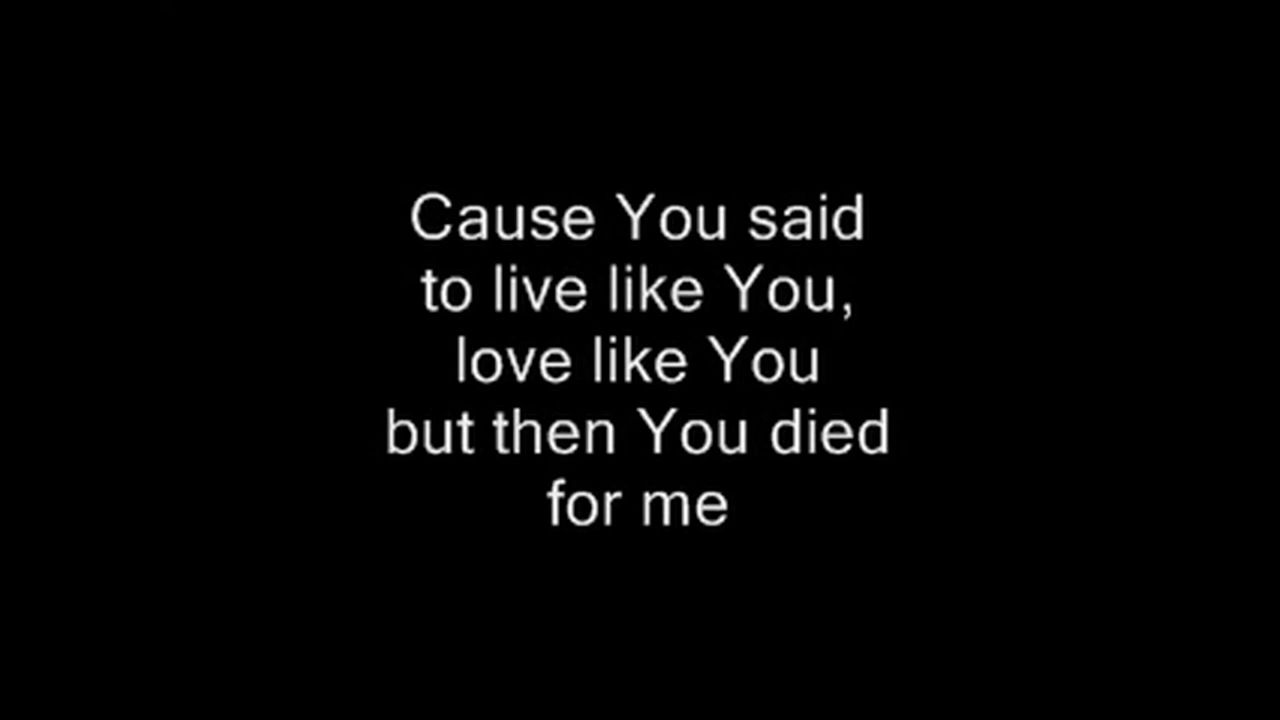 Cause You said
to live like You,
love like You
but then You died
for me